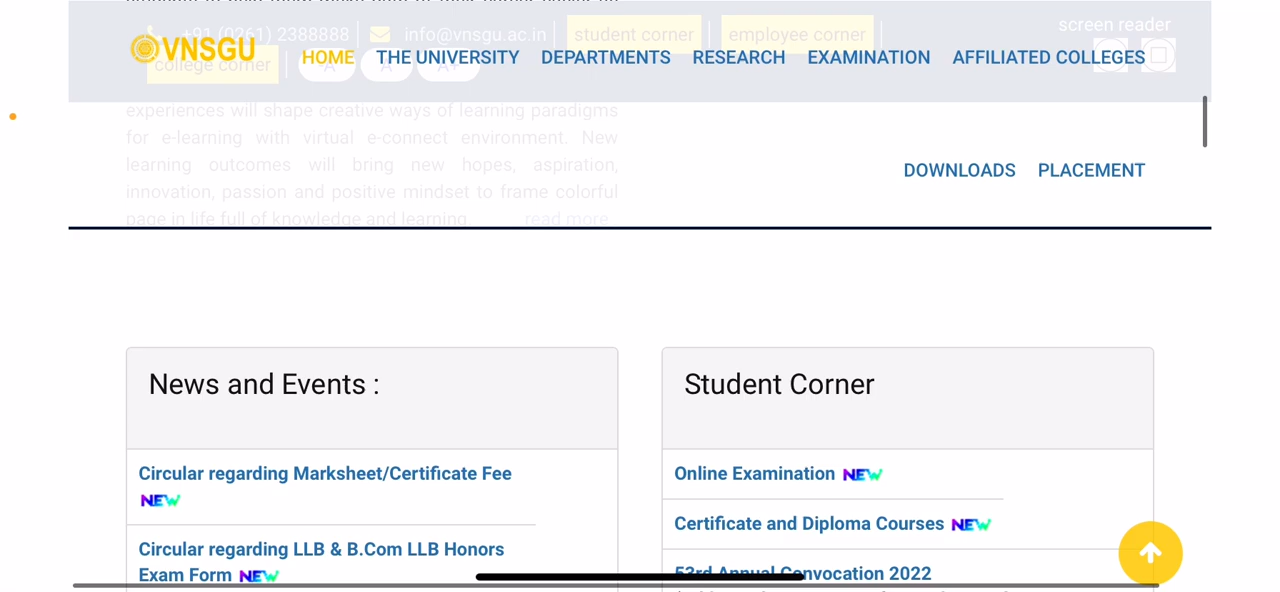 +91 (0261) 2388888 info@vnsgu.ac.in student corner employee corner screen reader
VNSGU HOME THE UNIVERSITY DEPARTMENTS RESEARCH EXAMINATION AFFILIATED COLLEGES
college corner A A A+
experiences will shape creative ways of learning paradigms
for e-learning with virtual e-connect environment. New
learning outcomes will bring new hopes, aspiration,
innovation, passion and positive mindset to frame colorful
page in life full of knowledge and learning read more
DOWNLOADS PLACEMENT
News and Events :
Circular regarding Marksheet/Certificate Fee
NEW
Circular regarding LLB & B.Com LLB Honors
Exam Form NEW
Student Corner
Online Examination NEW
Certificate and Diploma Courses NEW
53rd Annual Convocation 2022